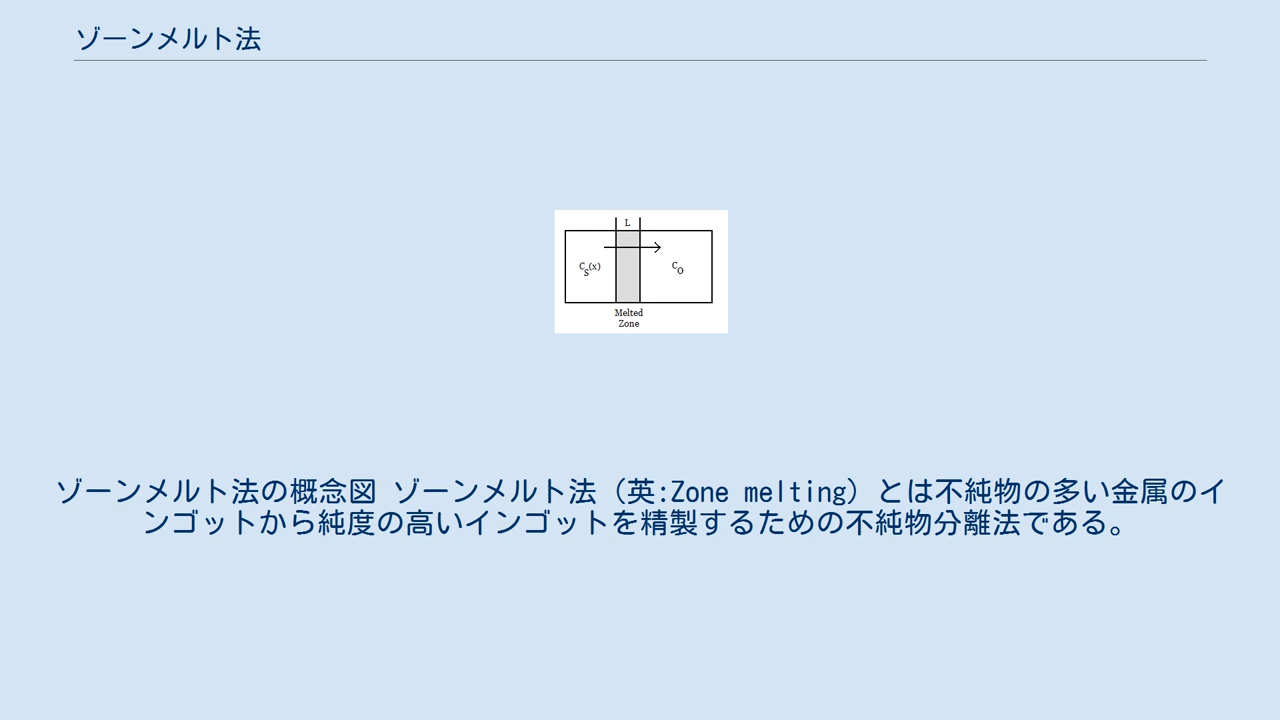 ゾーンメルト法
L
CS(x)
CO
Melted
Zone
ゾーンメルト法の概念図 ゾーンメルト法（英:Zone melting）とは不純物の多い金属のイ
ンゴットから純度の高いインゴットを精製するための不純物分離法である。